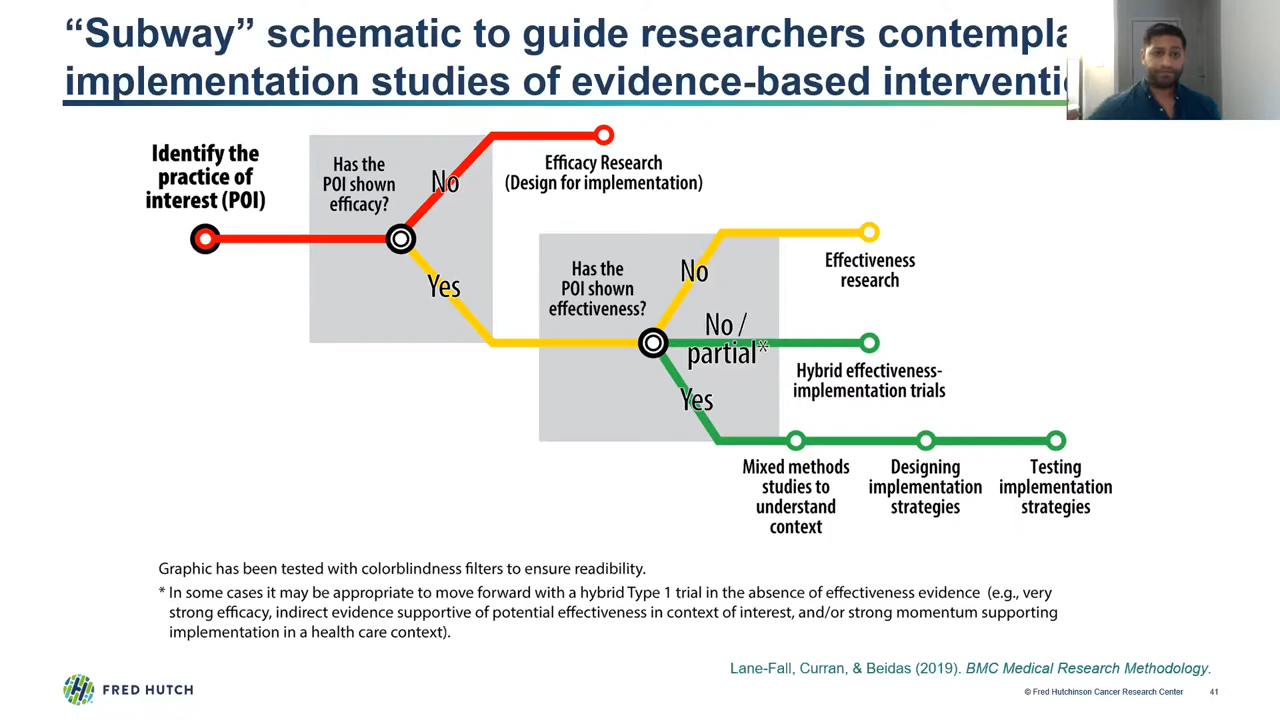 “Subway” schematic to guide researchers
implementation studies of evidence-based
Identify the
practice of
interest (POI)
Has the
POI shown
efficacy?
No
Yes
Efficacy Research
(Design for implementation)
Has the
POI shown
effectiveness?
No
No /
partial*
Yes
Effectiveness
research
Hybrid effectiveness-
implementation trials
Mixed methods
studies to
understand
context
Designing
implementation
strategies
Testing
implementation
strategies
Graphic has been tested with colorblindness filters to ensure readibility.
* In some cases it may be appropriate to move forward with a hybrid Type 1 trial in the absence of effectiveness evidence (e.g., very
strong efficacy, indirect evidence supportive of potential effectiveness in context of interest, and/or strong momentum supporting
implementation in a health care context).
Lane-Fall, Curran, & Beidas (2019). BMC Medical Research Methodology.
FRED HUTCH
© Fred Hutchinson Cancer Research Center
41